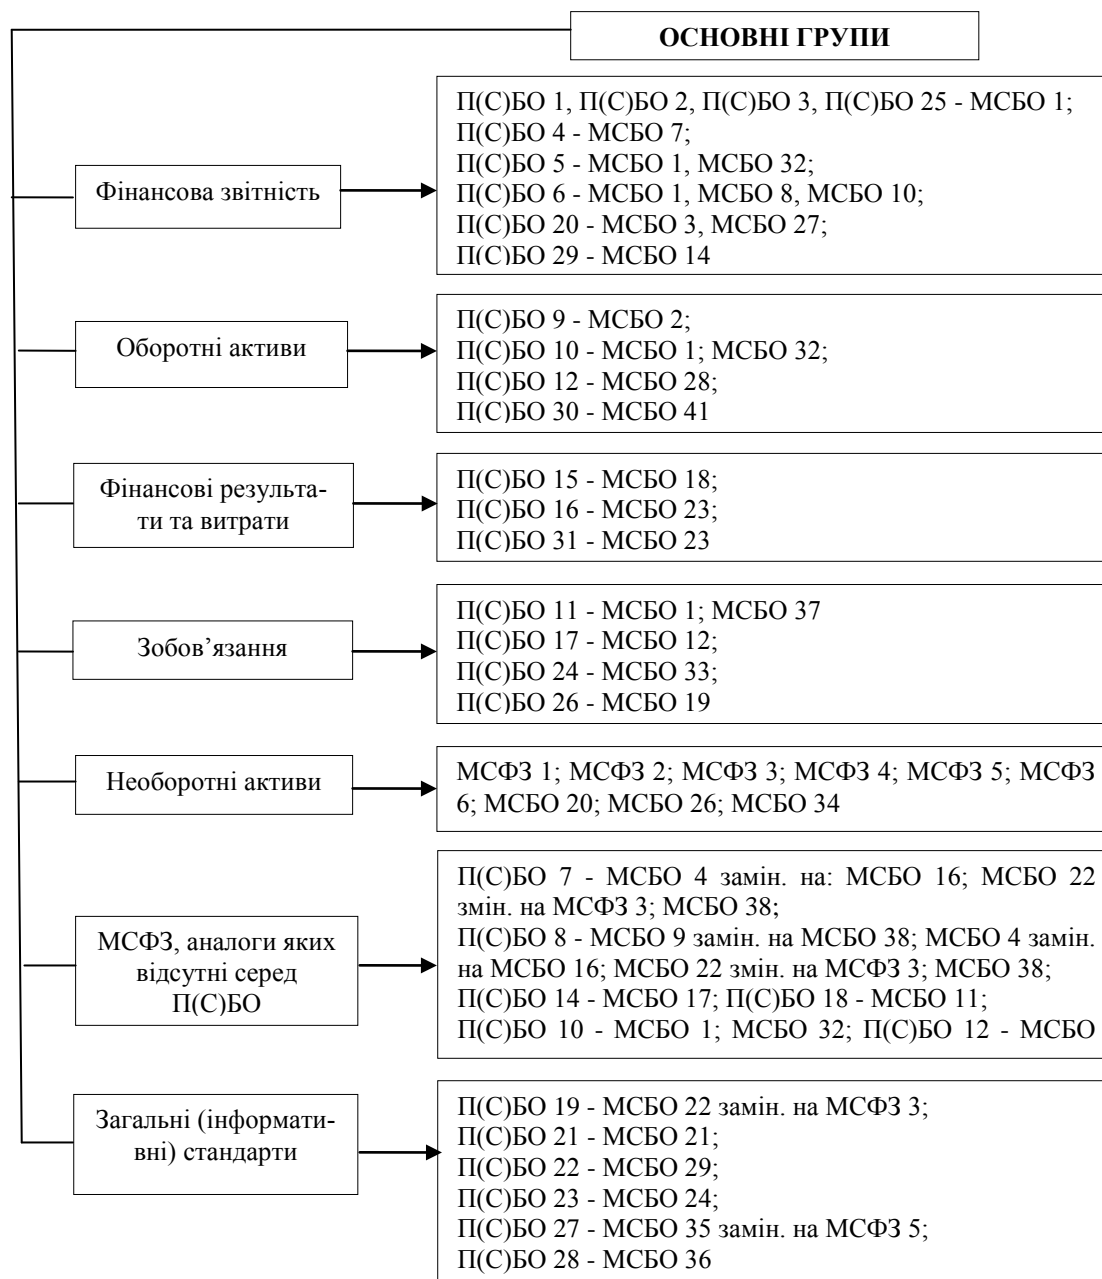 ОСНОВНІ ГРУПИ
Фінансова звітність
П(С)БО 1, П(С)БО 2, П(С)БО 3, П(С)БО 25 - МСБО 1;
П(С)БО 4 - МСБО 7;
П(С)БО 5 - МСБО 1, МСБО 32;
П(С)БО 6 - МСБО 1, МСБО 8, МСБО 10;
П(С)БО 20 - МСБО 3, МСБО 27;
П(С)БО 29 - МСБО 14
Оборотні активи
П(С)БО 9 - МСБО 2;
П(С)БО 10 - МСБО 1; МСБО 32;
П(С)БО 12 - МСБО 28;
П(С)БО 30 - МСБО 41
Фінансові результа-
ти та витрати
П(С)БО 15 - МСБО 18;
П(С)БО 16 - МСБО 23;
П(С)БО 31 - МСБО 23
Зобов’язання
П(С)БО 11 - МСБО 1; МСБО 37
П(С)БО 17 - МСБО 12;
П(С)БО 24 - МСБО 33;
П(С)БО 26 - МСБО 19
Необоротні активи
МСФЗ 1; МСФЗ 2; МСФЗ 3; МСФЗ 4; МСФЗ 5; МСФЗ
6; МСБО 20; МСБО 26; МСБО 34
МСФЗ, аналоги яких
відсутні серед
П(С)БО
П(С)БО 7 - МСБО 4 замін. на: МСБО 16; МСБО 22
змін. на МСФЗ 3; МСБО 38;
П(С)БО 8 - МСБО 9 замін. на МСБО 38; МСБО 4 замін.
на МСБО 16; МСБО 22 змін. на МСФЗ 3; МСБО 38;
П(С)БО 14 - МСБО 17; П(С)БО 18 - МСБО 11;
П(С)БО 10 - МСБО 1; МСБО 32; П(С)БО 12 - МСБО
Загальні (інформати-
вні) стандарти
П(С)БО 19 - МСБО 22 замін. на МСФЗ 3;
П(С)БО 21 - МСБО 21;
П(С)БО 22 - МСБО 29;
П(С)БО 23 - МСБО 24;
П(С)БО 27 - МСБО 35 замін. на МСФЗ 5;
П(С)БО 28 - МСБО 36